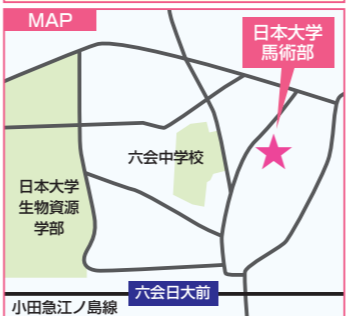 MAP
日本大学
馬術部
六会中学校
日本大学
生物資源
学部
六会日大前
小田急江ノ島線